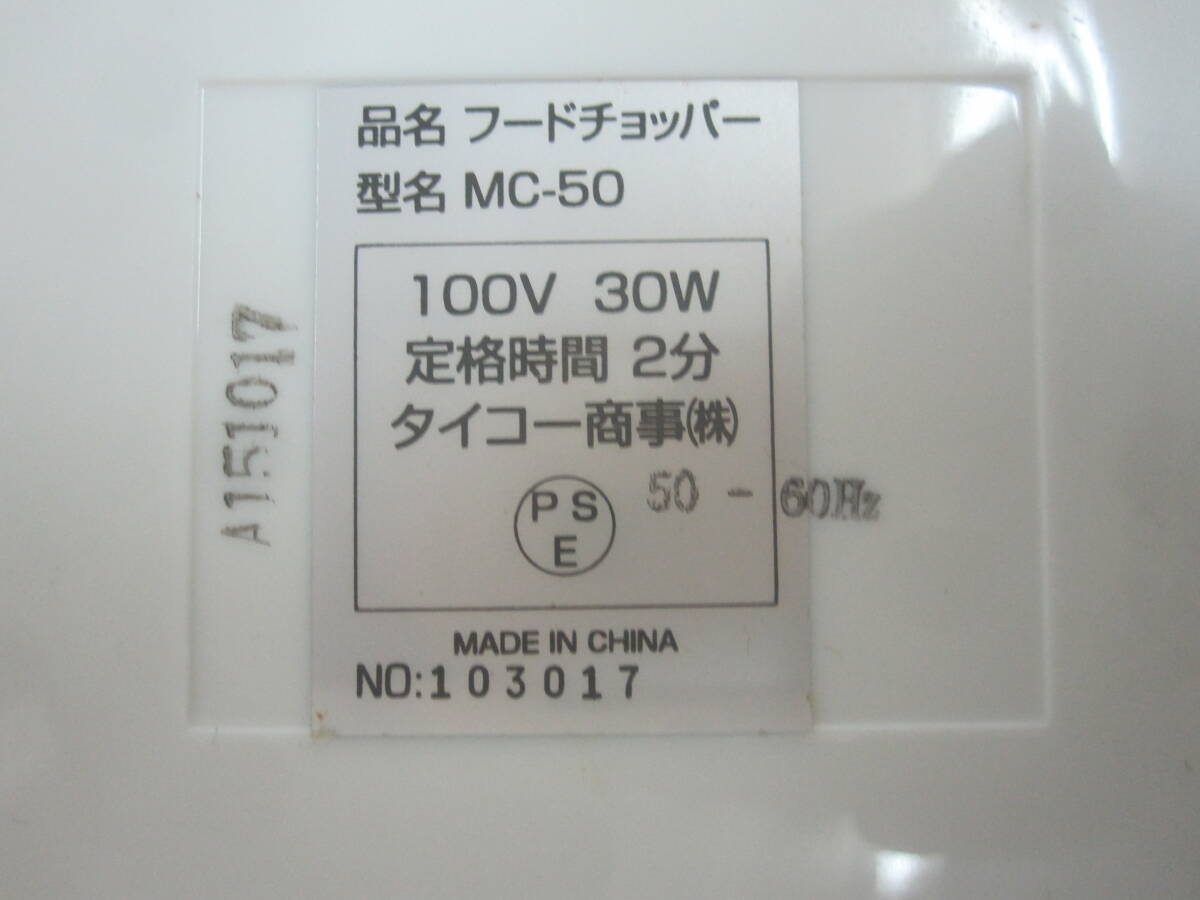 品名 フードチョッパー
型名 MC-50
100V 30W
定格時間 2分
タイコー商事(株)
PS
E
50 - 60Hz
MADE IN CHINA
NO:103017
A151017